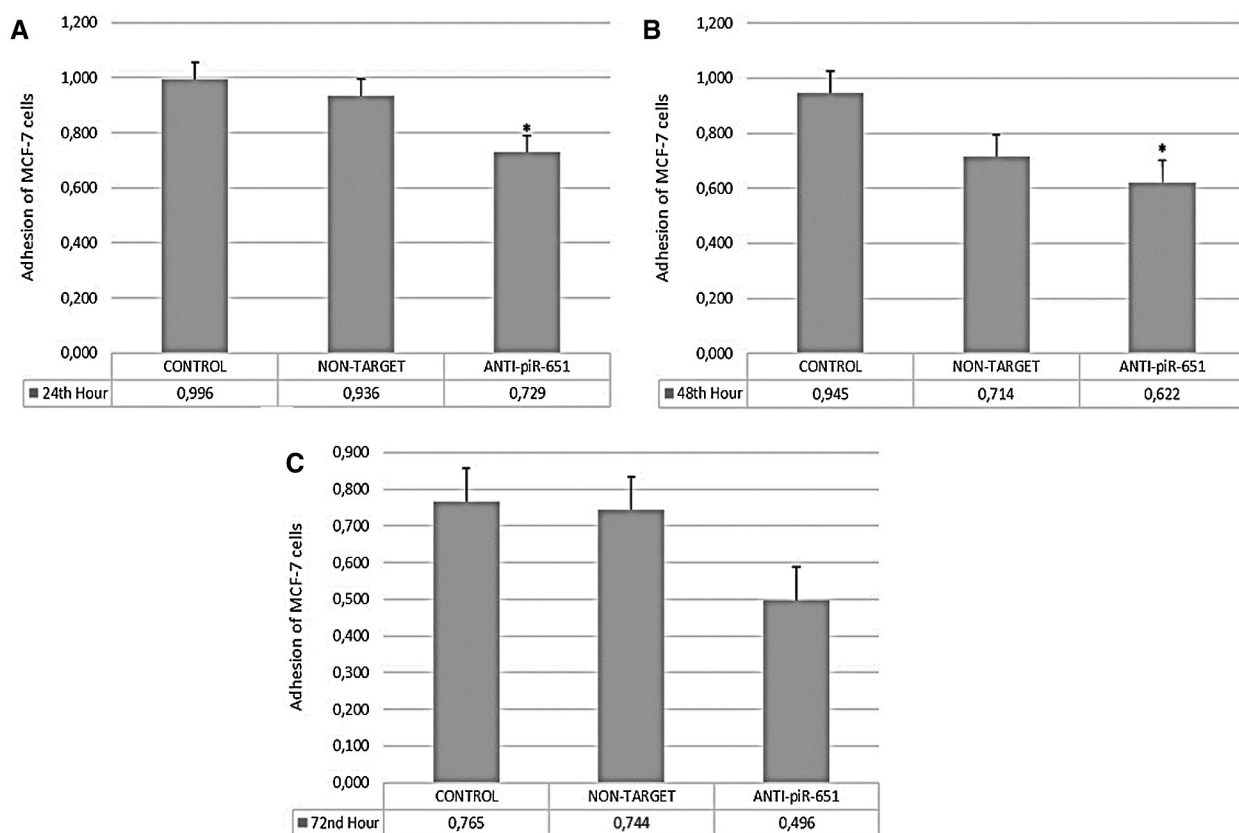 A
Adhesion of MCF-7 cells
1,200
1,000
0,800
0,600
0,400
0,200
0,000
*
CONTROL NON-TARGET ANTI-piR-651
24th Hour 0,996 0,936 0,729
B
Adhesion of MCF-7 cells
1,200
1,000
0,800
0,600
0,400
0,200
0,000
*
CONTROL NON-TARGET ANTI-piR-651
48th Hour 0,945 0,714 0,622
C
Adhesion of MCF-7 cells
0,900
0,800
0,700
0,600
0,500
0,400
0,300
0,200
0,100
0,000
CONTROL NON-TARGET ANTI-piR-651
72nd Hour 0,765 0,744 0,496